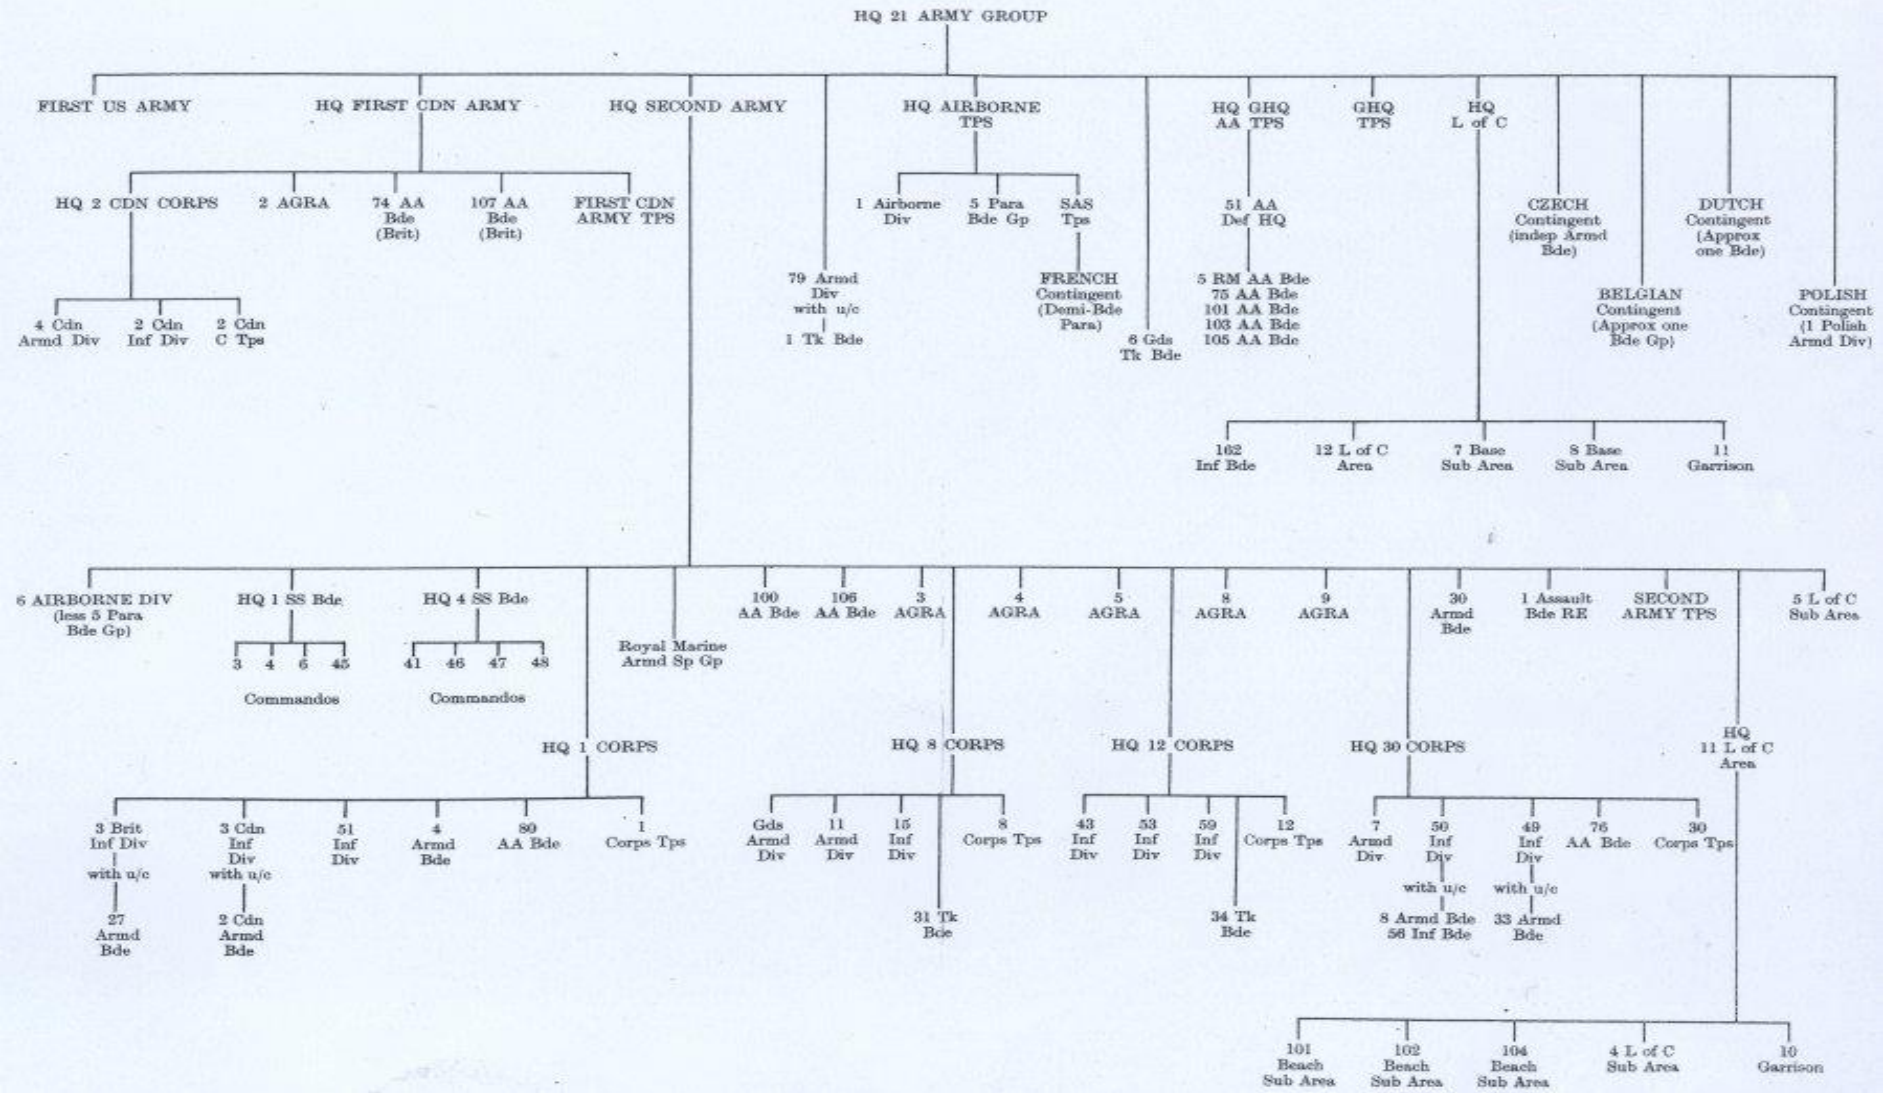 HQ 21 ARMY GROUP
FIRST US ARMY
HQ FIRST CDN ARMY
HQ SECOND ARMY
HQ AIRBORNE
TPS
HQ GHQ
AA TPS
GHQ
TPS
HQ
L of C
HQ 2 CDN CORPS
2 AGRA
74 AA
Bde
(Brit)
107 AA
Bde
(Brit)
FIRST CDN
ARMY TPS
1 Airborne
Div
5 Para
Bde Gp
SAS
Tps
51 AA
Def HQ
CZECH
Contingent
(indep Armd
Bde)
DUTCH
Contingent
(Approx
one Bde)
79 Armd
Div
with u/c
1 Tk Bde
FRENCH
Contingent
(Demi-Bde
Para)
6 Gds
Tk Bde
5 RM AA Bde
75 AA Bde
101 AA Bde
103 AA Bde
105 AA Bde
BELGIAN
Contingent
(Approx one
Bde Gp)
POLISH
Contingent
(1 Polish
Armd Div)
4 Cdn
Armd Div
2 Cdn
Inf Div
2 Cdn
C Tps
162
Inf Bde
12 L of C
Area
7 Base
Sub Area
8 Base
Sub Area
11
Garrison
6 AIRBORNE DIV
(less 5 Para
Bde Gp)
HQ 1 SS Bde
3 4 6 45
Commandos
HQ 4 SS Bde
41 46 47 48
Commandos
Royal Marine
Armd Sp Gp
100
AA Bde
106
AA Bde
3
AGRA
4
AGRA
5
AGRA
8
AGRA
9
AGRA
30
Armd
Bde
1 Assault
Bde RE
SECOND
ARMY TPS
5 L of C
Sub Area
HQ 1 CORPS
HQ 8 CORPS
HQ 12 CORPS
HQ 30 CORPS
HQ
11 L of C
Area
3 Brit
Inf Div
with u/c
27
Armd
Bde
3 Cdn
Inf
Div
with u/c
2 Cdn
Armd
Bde
51
Inf
Div
4
Armd
Bde
80
AA Bde
1
Corps Tps
Gds
Armd
Div
11
Armd
Div
15
Inf
Div
8
Corps Tps
31 Tk
Bde
43
Inf
Div
53
Inf
Div
59
Inf
Div
12
Corps Tps
34 Tk
Bde
7
Armd
Div
50
Inf
Div
with u/c
8 Armd Bde
56 Inf Bde
49
Inf
Div
with u/c
33 Armd
Bde
76
AA Bde
30
Corps Tps
101
Beach
Sub Area
102
Beach
Sub Area
104
Beach
Sub Area
4 L of C
Sub Area
10
Garrison